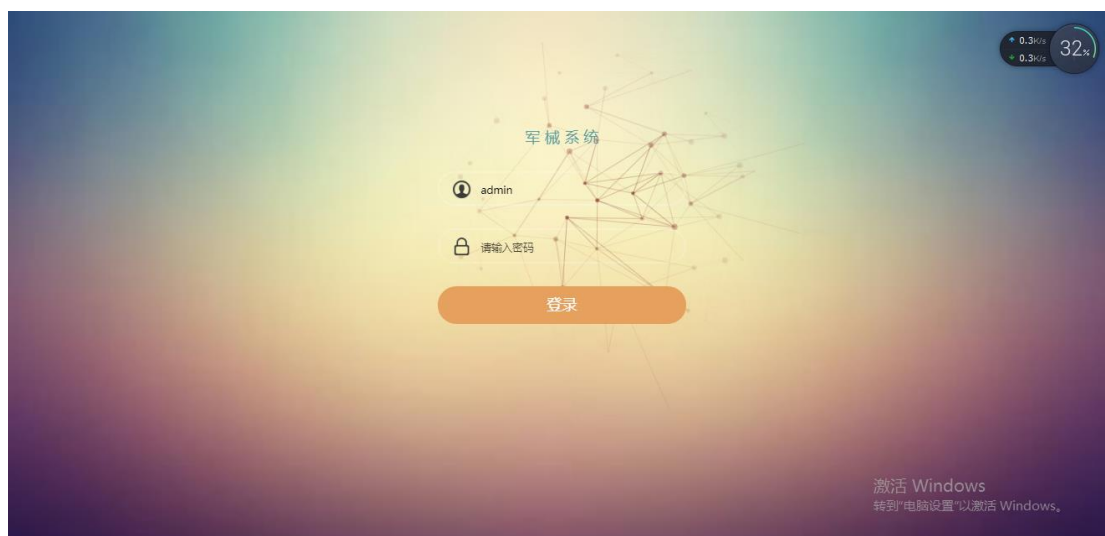 0.3K/s
32%
0.3K/s
军械系统
admin
请输入密码
登录
激活 Windows
转到"电脑设置"以激活 Windows。